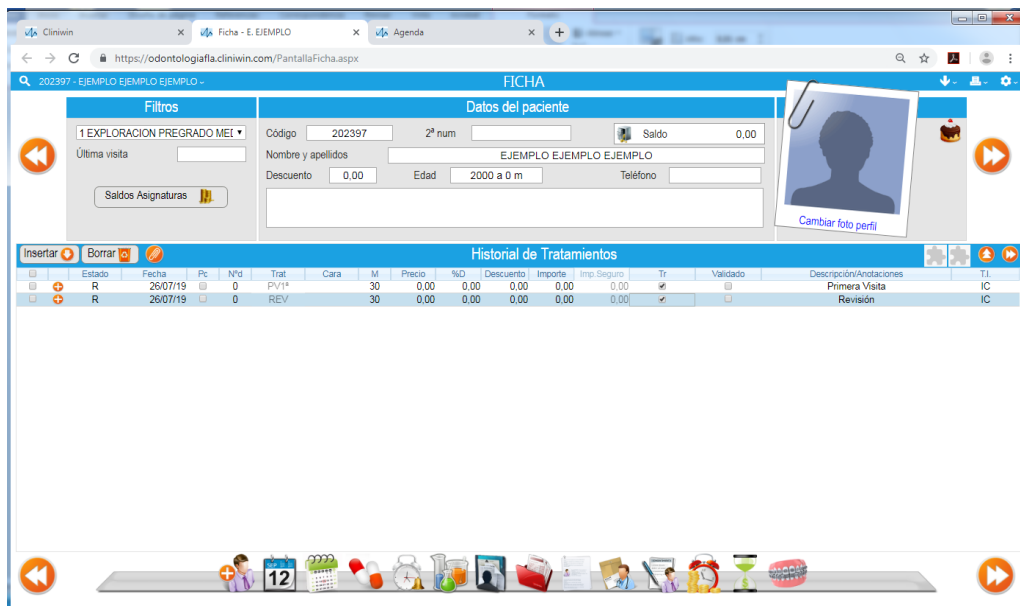 Cliniwin × Ficha - E. EJEMPLO × Agenda × +
https://odontologiafla.cliniwin.com/PantallaFicha.aspx
202397 - EJEMPLO EJEMPLO EJEMPLO FICHA
Filtros Datos del paciente
1 EXPLORACION PREGRADO MED Código 202397 2ª num Saldo 0,00
Última visita Nombre y apellidos EJEMPLO EJEMPLO EJEMPLO
Descuento 0,00 Edad 2000 a 0 m Teléfono
Saldos Asignaturas
Cambiar foto perfil
Insertar Borrar Historial de Tratamientos
Estado Fecha Pc Nºd Trat Cara M Precio %D Descuento Importe Imp.Seguro Tr Validado Descripción/Anotaciones T.I.
R 26/07/19 0 PV1ª 30 0,00 0,00 0,00 0,00 0,00 Primera Visita IC
R 26/07/19 0 REV 30 0,00 0,00 0,00 0,00 0,00 Revisión IC
SEP
12